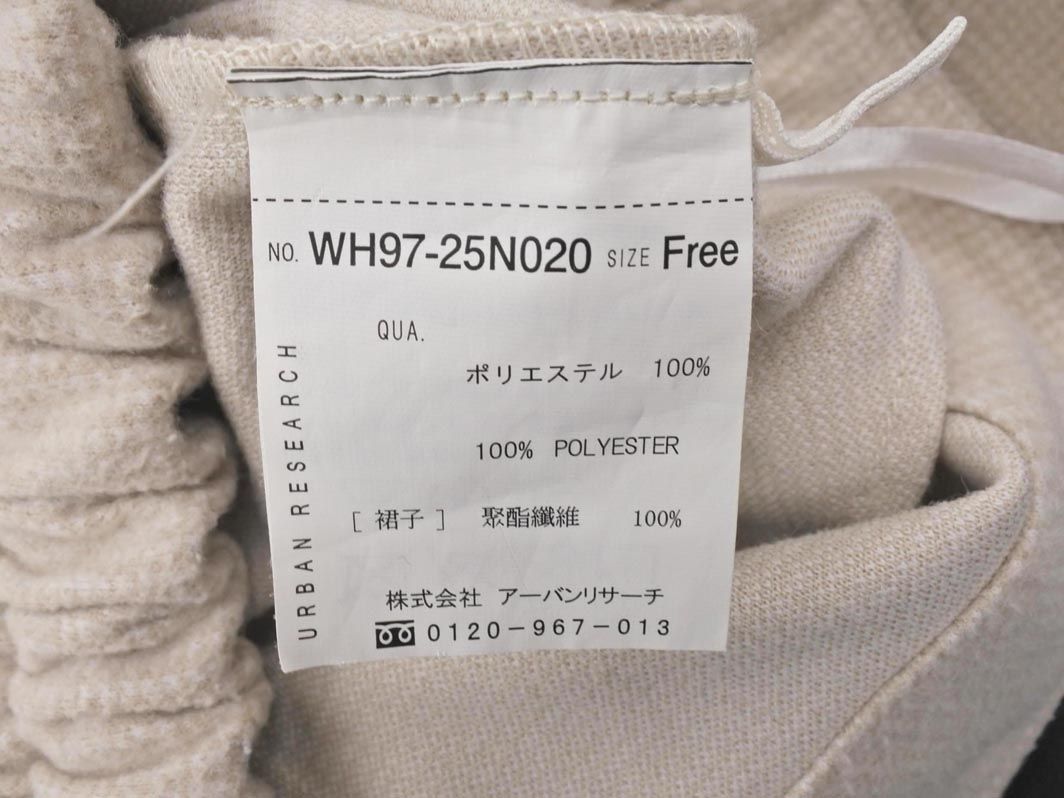 NO. WH97-25N020 SIZE Free
QUA.
ポリエステル 100%
100% POLYESTER
[ 裙子 ] 聚酯纖維 100%
URBAN RESEARCH
株式会社 アーバンリサーチ
0120-967-013